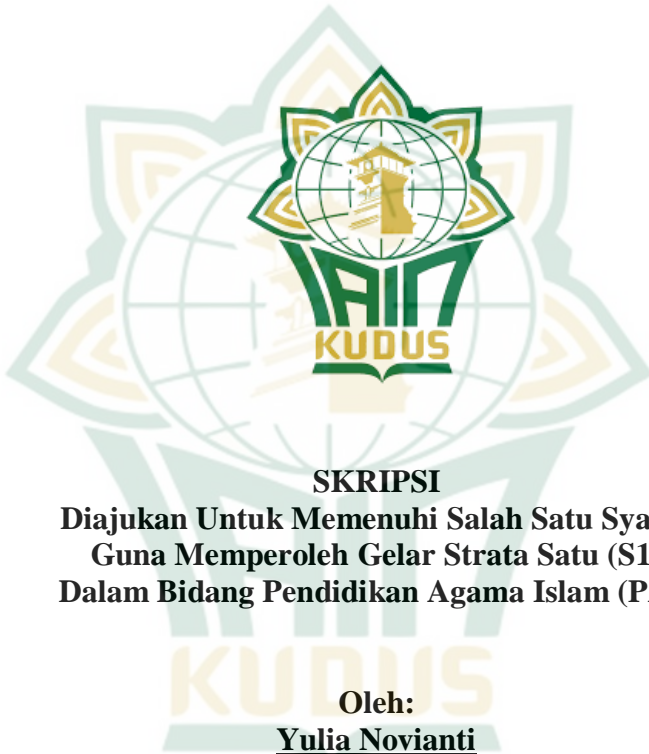 IAIN
KUDUS
SKRIPSI
Diajukan Untuk Memenuhi Salah Satu Sya
Guna Memperoleh Gelar Strata Satu (S1
Dalam Bidang Pendidikan Agama Islam (P
KUDUS
Oleh:
Yulia Novianti